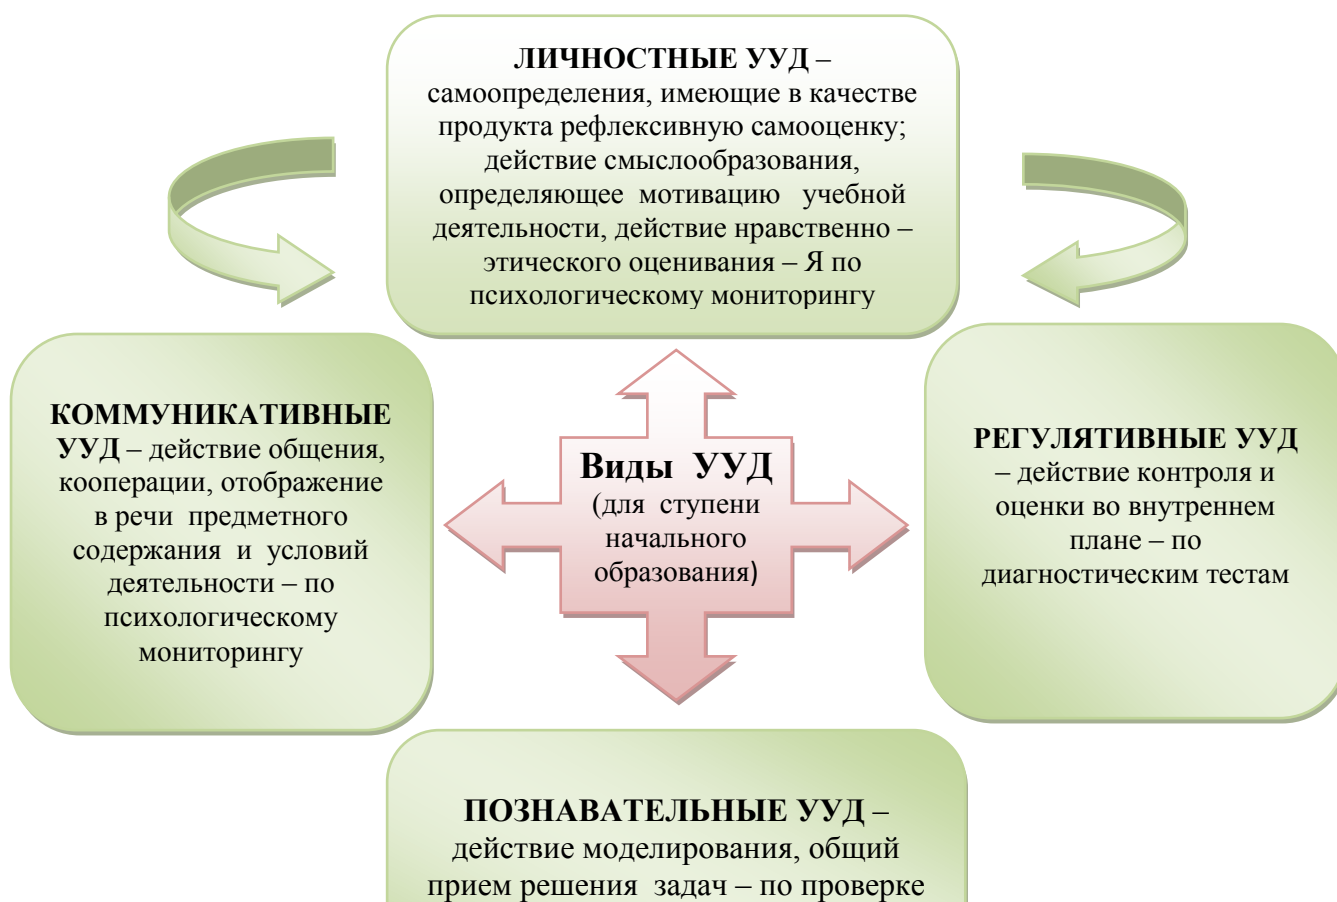 ЛИЧНОСТНЫЕ УУД –
самоопределения, имеющие в качестве
продукта рефлексивную самооценку;
действие смыслообразования,
определяющее мотивацию учебной
деятельности, действие нравственно –
этического оценивания – Я по
психологическому мониторингу
КОММУНИКАТИВНЫЕ
УУД – действие общения,
кооперации, отображение
в речи предметного
содержания и условий
деятельности – по
психологическому
мониторингу
Виды УУД
(для ступени
начального
образования)
РЕГУЛЯТИВНЫЕ УУД
– действие контроля и
оценки во внутреннем
плане – по
диагностическим тестам
ПОЗНАВАТЕЛЬНЫЕ УУД –
действие моделирования, общий
прием решения задач – по проверке